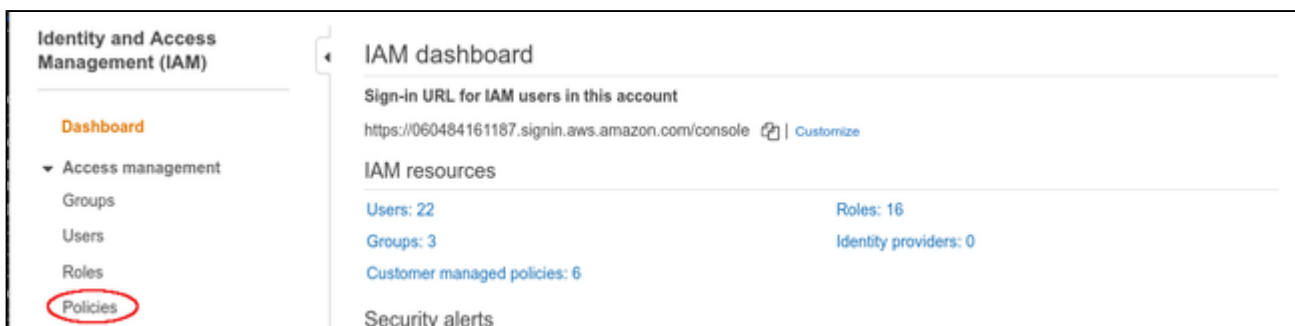 Identity and Access
Management (IAM)
Dashboard
Access management
Groups
Users
Roles
Policies
IAM dashboard
Sign-in URL for IAM users in this account
https://060484161187.signin.aws.amazon.com/console | Customize
IAM resources
Users: 22
Roles: 16
Groups: 3
Identity providers: 0
Customer managed policies: 6
Security alerts